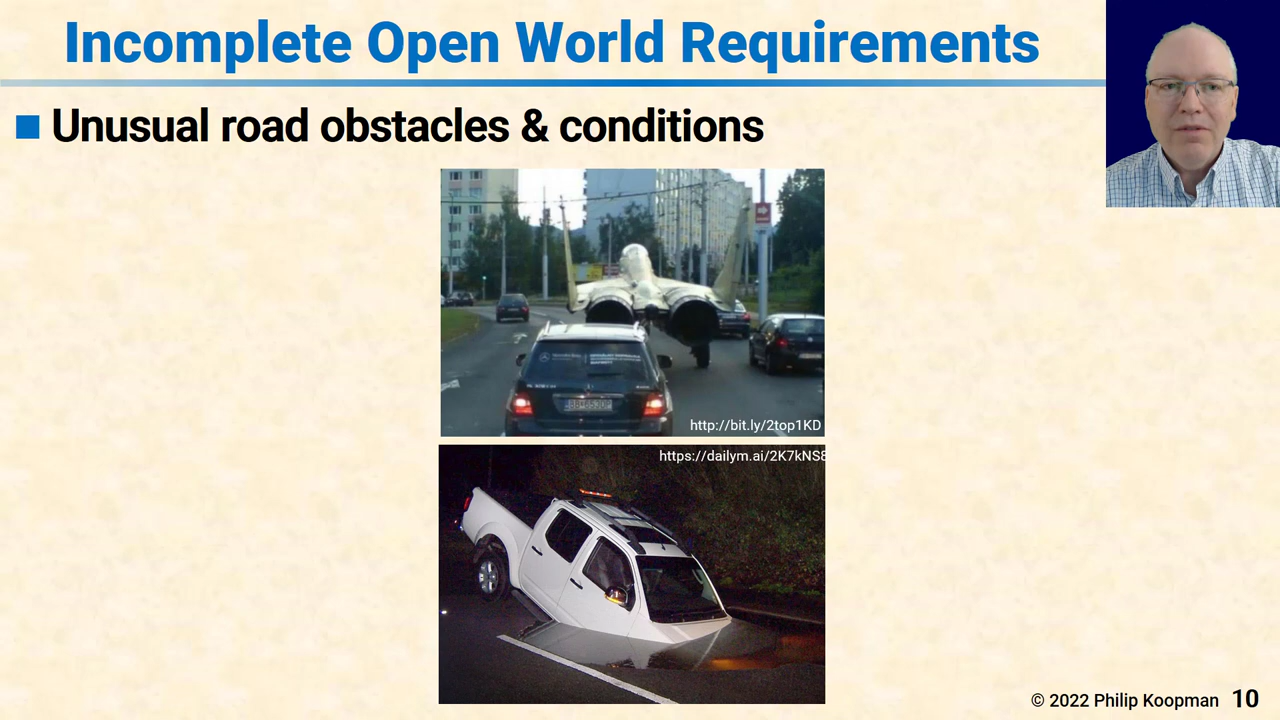 Incomplete Open World Requirements
Unusual road obstacles & conditions
http://bit.ly/2top1KD
https://dailym.ai/2K7kNS8
© 2022 Philip Koopman 10